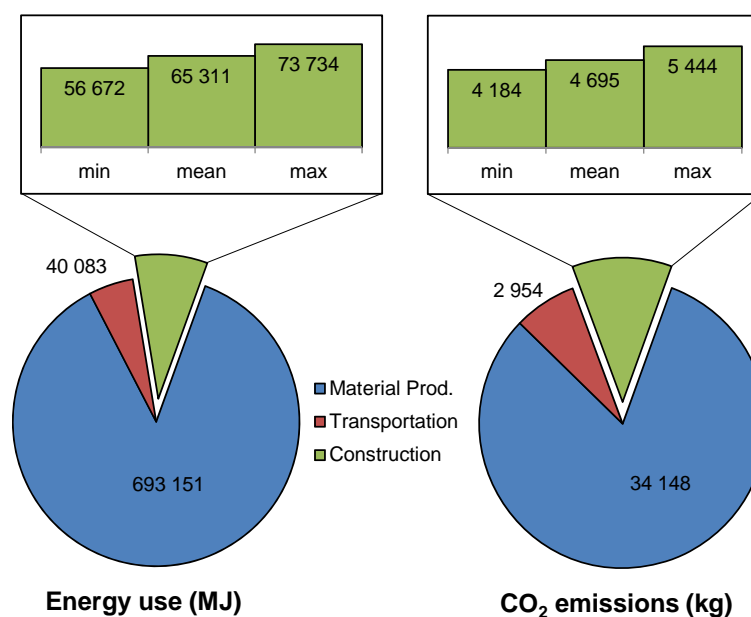 56 672
65 311
73 734
min
mean
max
4 184
4 695
5 444
min
mean
max
40 083
693 151
Material Prod.
Transportation
Construction
2 954
34 148
Energy use (MJ)
CO₂ emissions (kg)